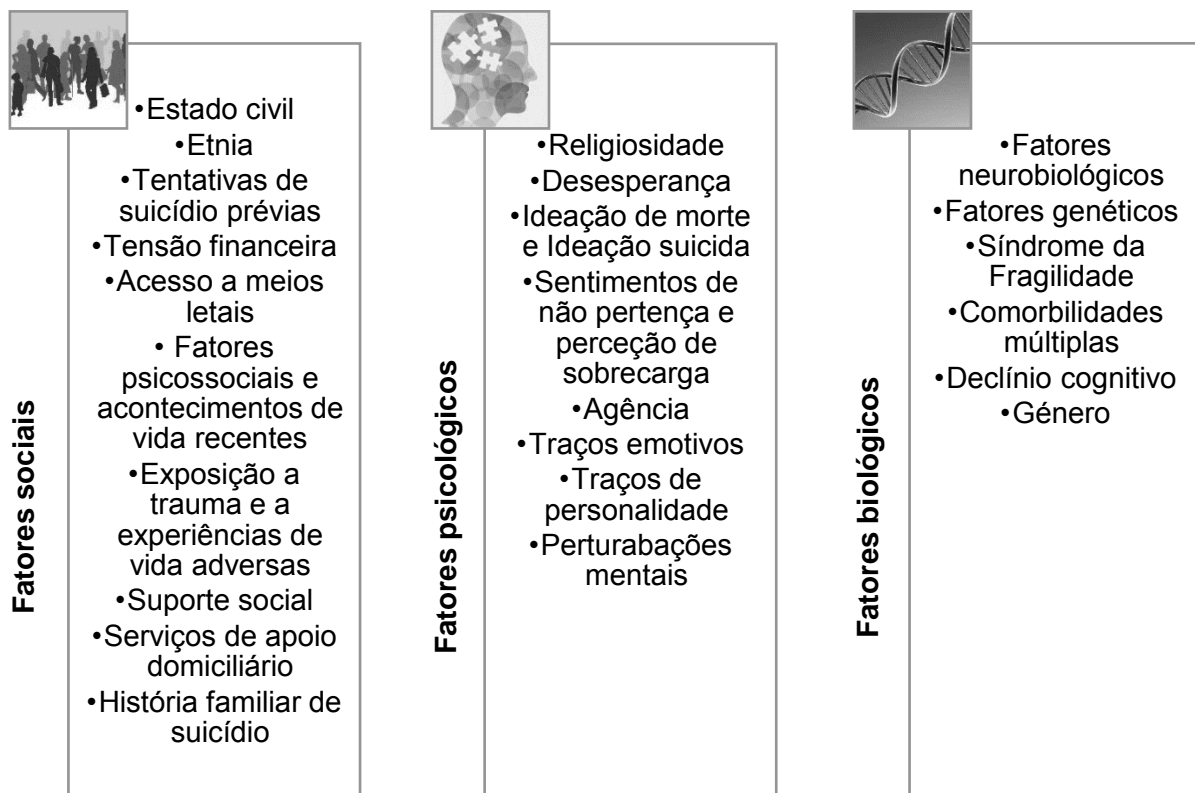 Fatores sociais
•Estado civil
•Etnia
•Tentativas de
suicídio prévias
•Tensão financeira
•Acesso a meios
letais
• Fatores
psicossociais e
acontecimentos de
vida recentes
•Exposição a
trauma e a
experiências de
vida adversas
•Suporte social
•Serviços de apoio
domiciliário
•História familiar de
suicídio
Fatores psicológicos
•Religiosidade
•Desesperança
•Ideação de morte
e Ideação suicida
•Sentimentos de
não pertença e
perceção de
sobrecarga
•Agência
•Traços emotivos
•Traços de
personalidade
•Perturabações
mentais
Fatores biológicos
•Fatores
neurobiológicos
•Fatores genéticos
•Síndrome da
Fragilidade
•Comorbilidades
múltiplas
•Declínio cognitivo
•Género